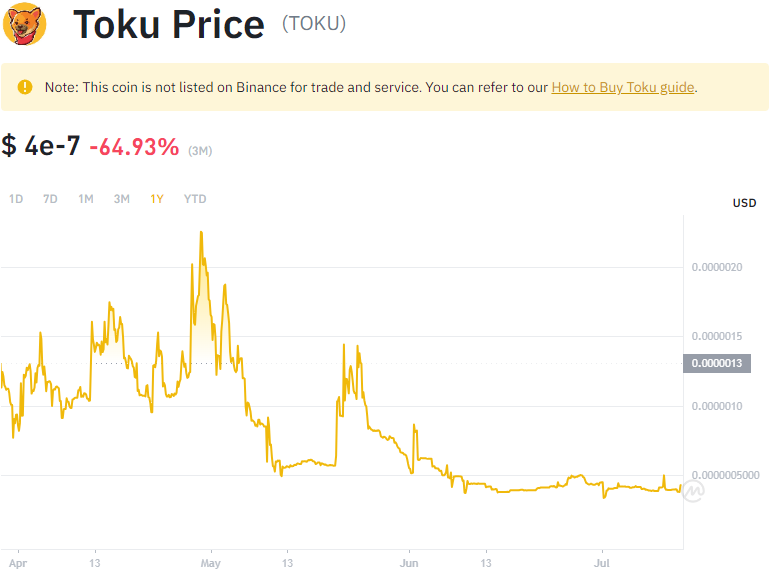 Toku Price (TOKU)
Note: This coin is not listed on Binance for trade and service. You can refer to our How to Buy Toku guide.
$ 4e-7 -64.93% (3M)
1D 7D 1M 3M 1Y YTD
USD
0.0000020
0.0000015
0.0000013
0.0000010
0.0000005000
Apr 13 May 13 Jun 13 Jul